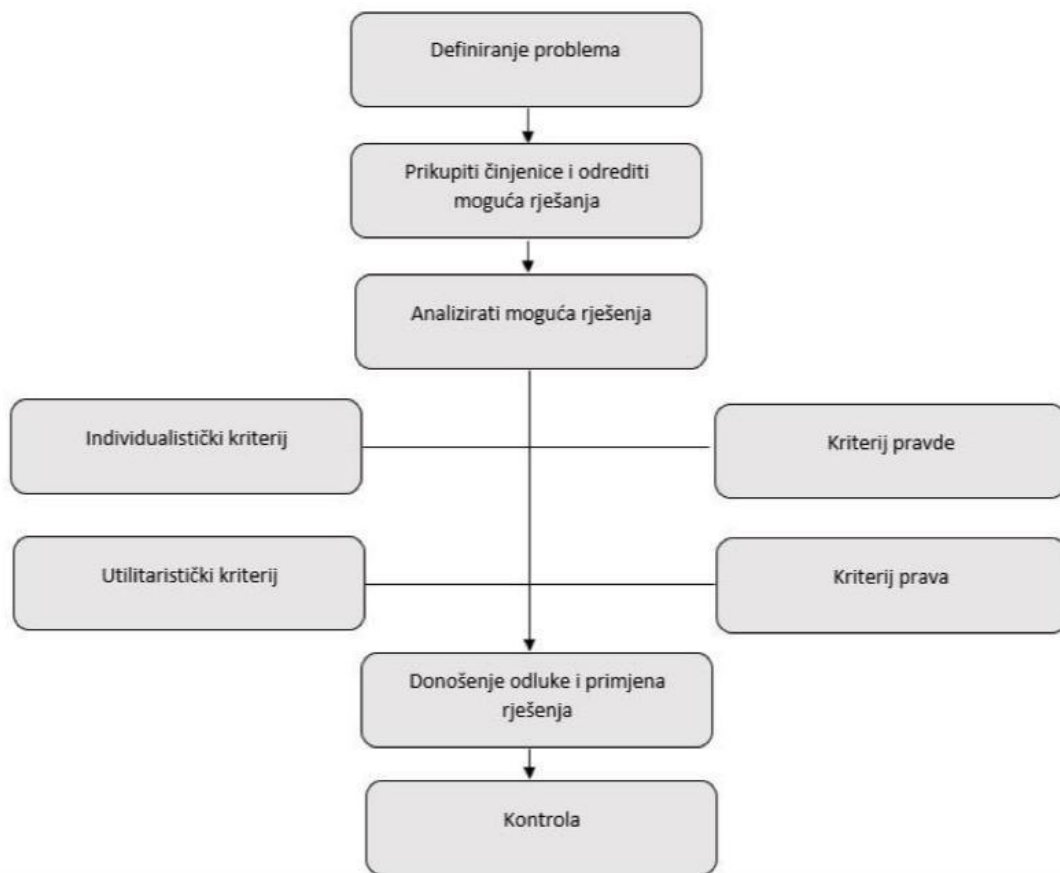 Definiranje problema
Prikupiti činjenice i odrediti
moguća rješanja
Analizirati moguća rješenja
Individualistički kriterij
Kriterij pravde
Utilitaristički kriterij
Kriterij prava
Donošenje odluke i primjena
rješenja
Kontrola